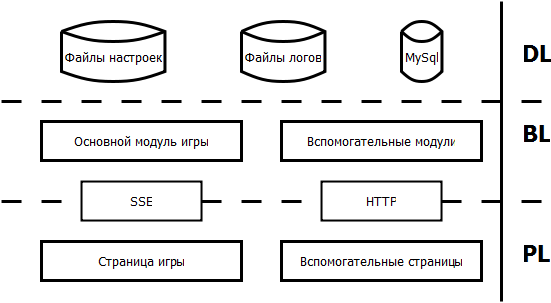 Файлы настроек
Файлы логов
MySql
DL
Основной модуль игры
Вспомогательные модули
BL
SSE
HTTP
Страница игры
Вспомогательные страницы
PL